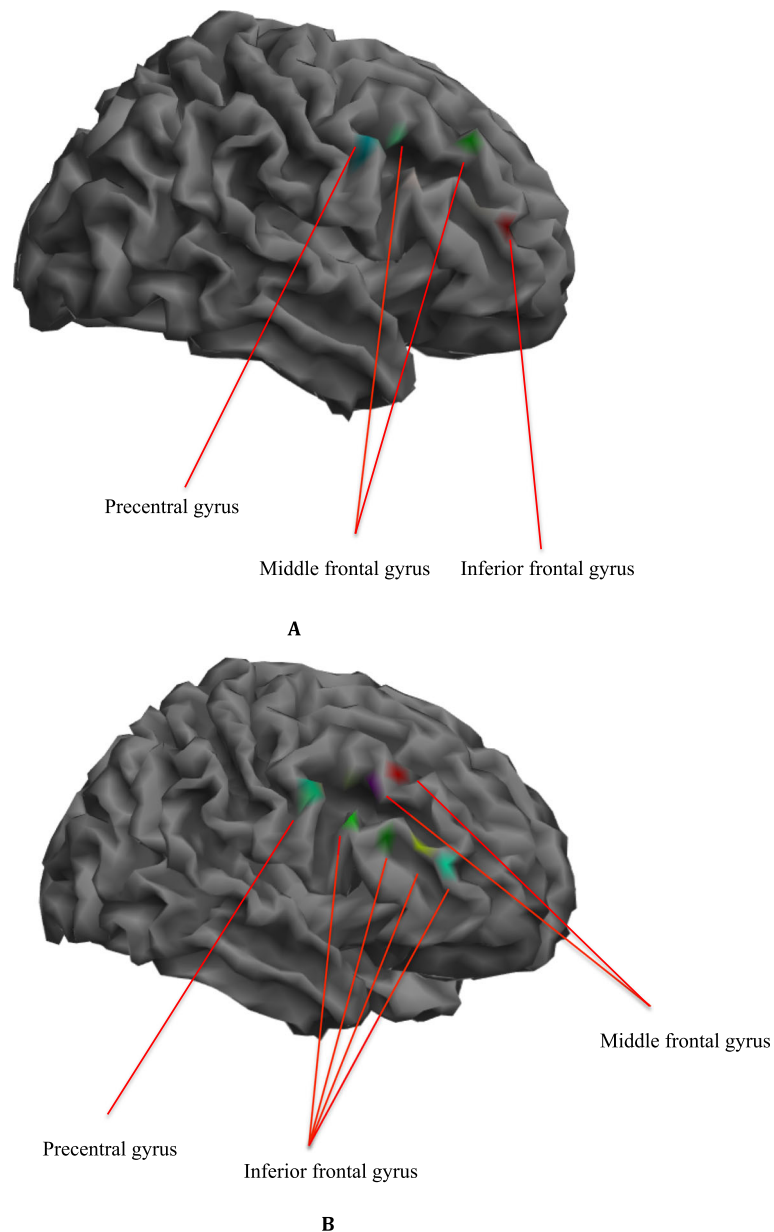 Precentral gyrus
Middle frontal gyrus
Inferior frontal gyrus
A
Middle frontal gyrus
Precentral gyrus
Inferior frontal gyrus
B